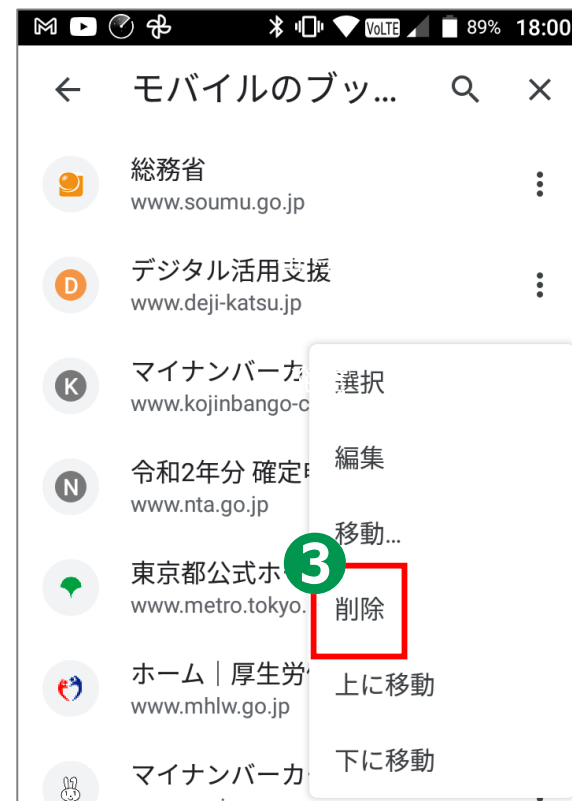 VoLTE 89% 18:00
モバイルのブッ...
総務省
www.soumu.go.jp
D
デジタル活用支援
www.deji-katsu.jp
K
マイナンバーカ
www.kojinbango-c
選択
編集
N
令和2年分 確定
www.nta.go.jp
移動...
3
東京都公式ホ
www.metro.tokyo.
削除
ホーム｜厚生労
www.mhlw.go.jp
上に移動
マイナンバーカ
下に移動